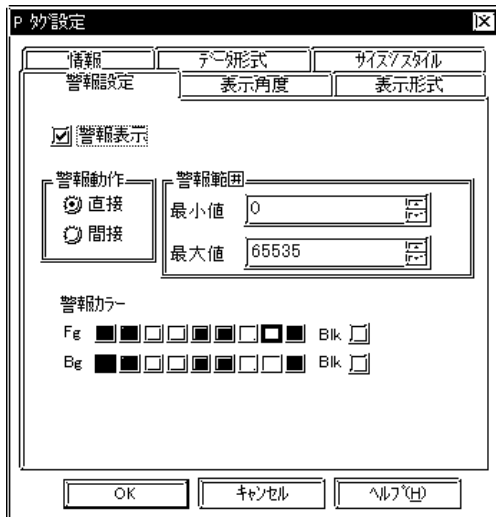 P ﾀｸﾞ設定
情報 ﾃﾞｰﾀ形式 ｻｲｽﾞ/ｽﾀｲﾙ
警報設定 表示角度 表示形式
警報表示
警報動作 警報範囲
直接
間接
最小値 0
最大値 65535
警報ｶﾗｰ
Fg Blk
Bg Blk
OK ｷｬﾝｾﾙ ﾍﾙﾌﾟ(H)